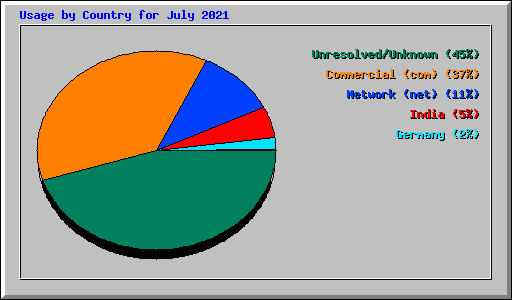 Usage by Country for July 2021
Unresolved/Unknown (45%)
Commercial (com) (37%)
Network (net) (11%)
India (5%)
Germany (2%)